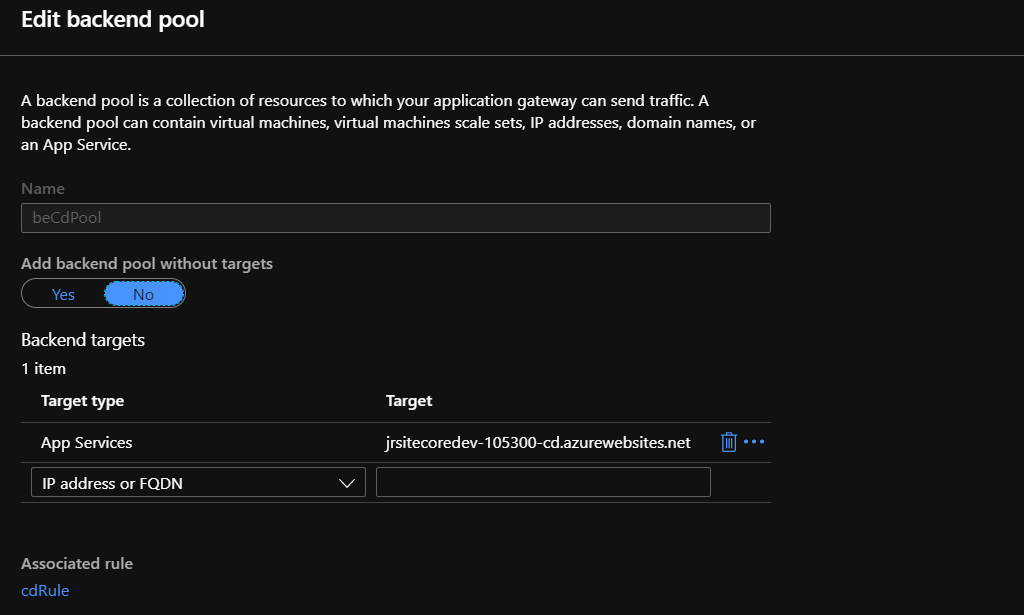 Edit backend pool
A backend pool is a collection of resources to which your application gateway can send traffic. A
backend pool can contain virtual machines, virtual machines scale sets, IP addresses, domain names, or
an App Service.
Name
beCdPool
Add backend pool without targets
Yes No
Backend targets
1 item
Target type Target
App Services jrsitecoredev-105300-cd.azurewebsites.net
IP address or FQDN
Associated rule
cdRule